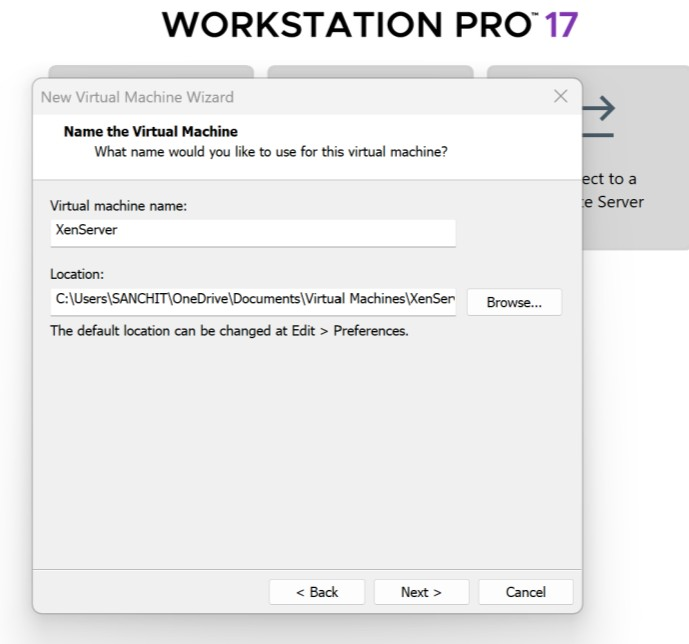 WORKSTATION PRO™ 17
New Virtual Machine Wizard
Name the Virtual Machine
What name would you like to use for this virtual machine?
ect to a
e Server
Virtual machine name:
XenServer
Location:
C:\Users\SANCHIT\OneDrive\Documents\Virtual Machines\XenSer
Browse...
The default location can be changed at Edit > Preferences.
< Back
Next >
Cancel